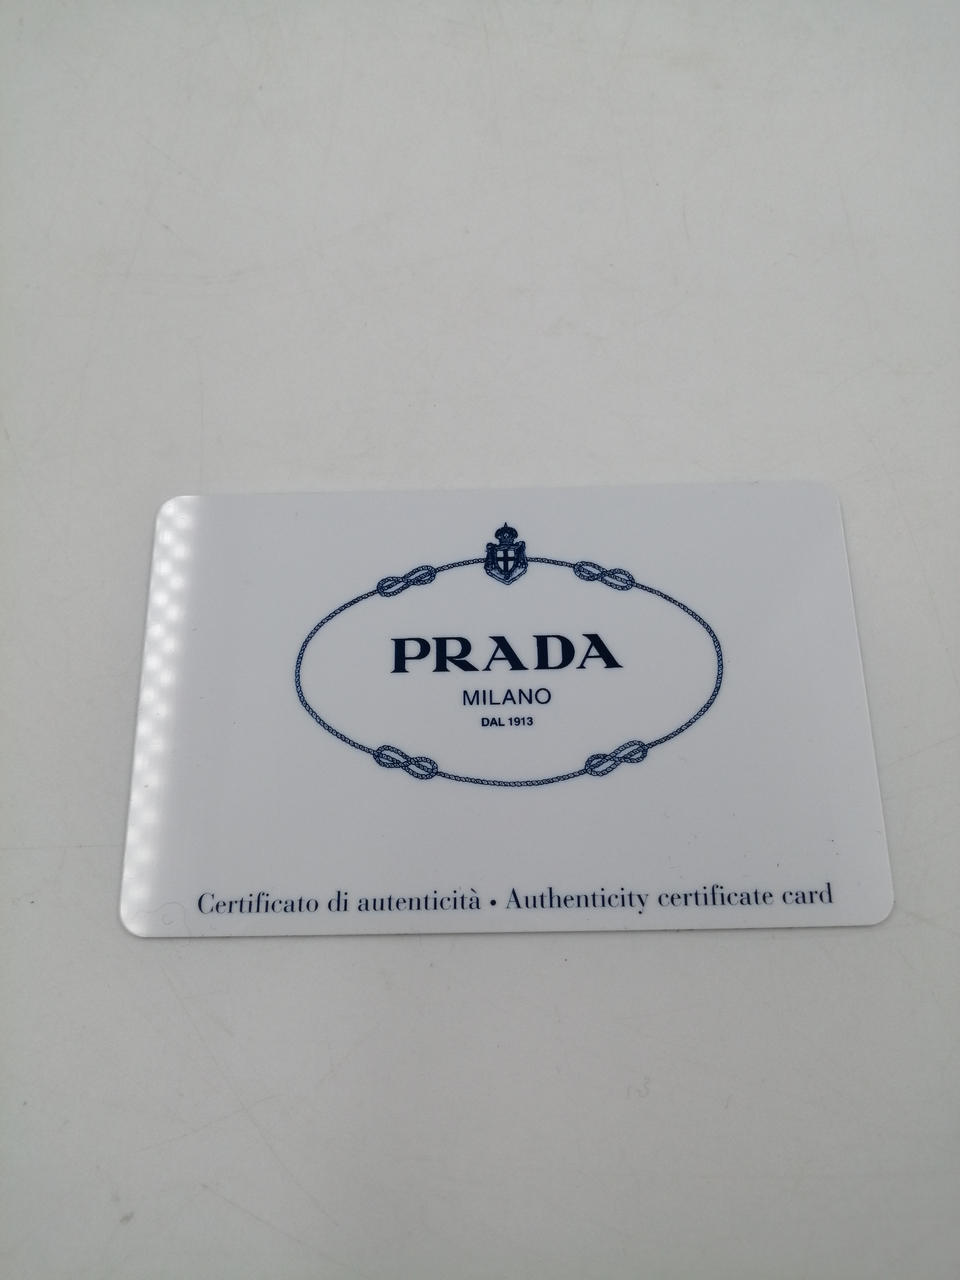 PRADA
MILANO
DAL 1913
Certificato di autenticità • Authenticity certificate card